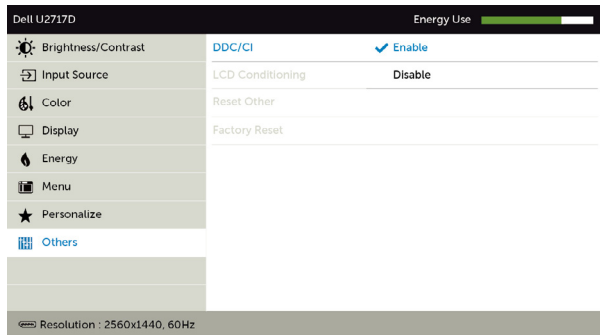 Dell U2717D Energy Use
Brightness/Contrast DDC/CI Enable
Input Source LCD Conditioning Disable
Color Reset Other
Display Factory Reset
Energy
Menu
Personalize
Others
Resolution : 2560x1440, 60Hz